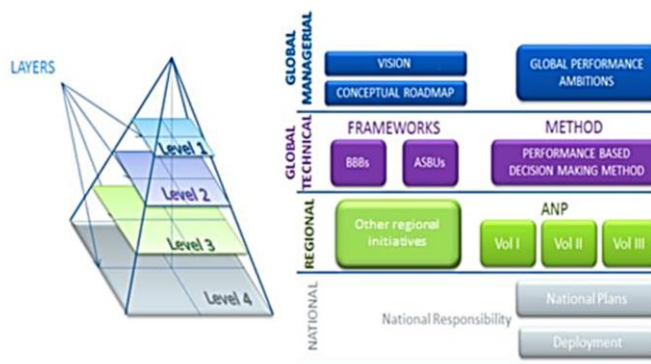 LAYERS
Level 1
Level 2
Level 3
Level 4
GLOBAL
MANAGERIAL
VISION
CONCEPTUAL ROADMAP
GLOBAL PERFORMANCE
AMBITIONS
GLOBAL
TECHNICAL
FRAMEWORKS
METHOD
BBBs
ASBUs
PERFORMANCE BASED
DECISION MAKING METHOD
REGIONAL
Other regional
initiatives
ANP
Vol I
Vol II
Vol III
NATIONAL
National Responsibility
National Plans
Deployment